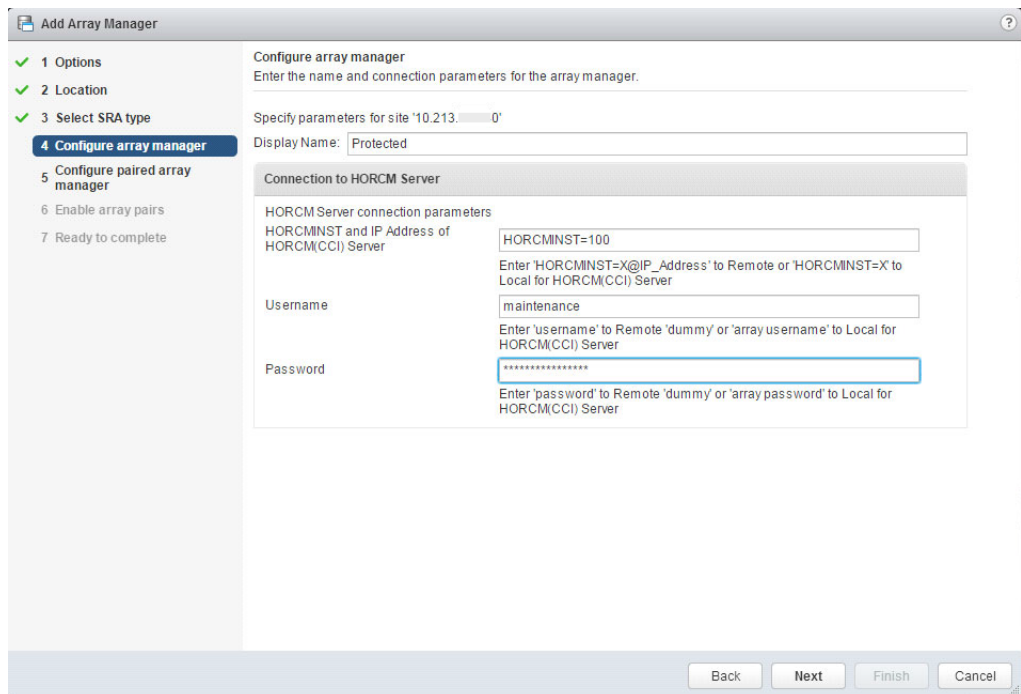 Add Array Manager
?
1 Options
2 Location
3 Select SRA type
4 Configure array manager
5 Configure paired array
manager
6 Enable array pairs
7 Ready to complete
Configure array manager
Enter the name and connection parameters for the array manager.
Specify parameters for site '10.213. 0'
Display Name: Protected
Connection to HORCM Server
HORCM Server connection parameters
HORCMINST and IP Address of
HORCM(CCI) Server
HORCMINST=100
Enter 'HORCMINST=X@IP_Address' to Remote or 'HORCMINST=X' to
Local for HORCM(CCI) Server
Username
maintenance
Enter 'username' to Remote 'dummy' or 'array username' to Local for
HORCM(CCI) Server
Password
****************
Enter 'password' to Remote 'dummy' or 'array password' to Local for
HORCM(CCI) Server
Back
Next
Finish
Cancel